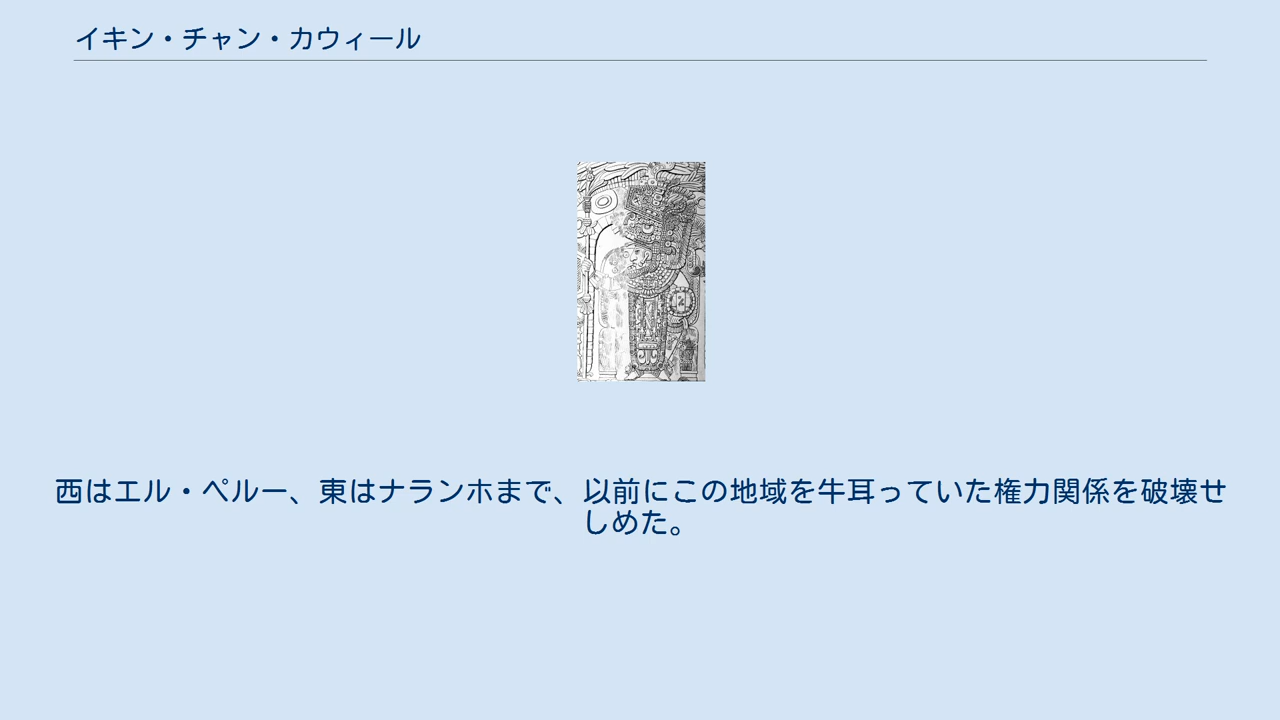 イキン・チャン・カウィール
西はエル・ペルー、東はナランホまで、以前にこの地域を牛耳っていた権力関係を破壊せ
しめた。